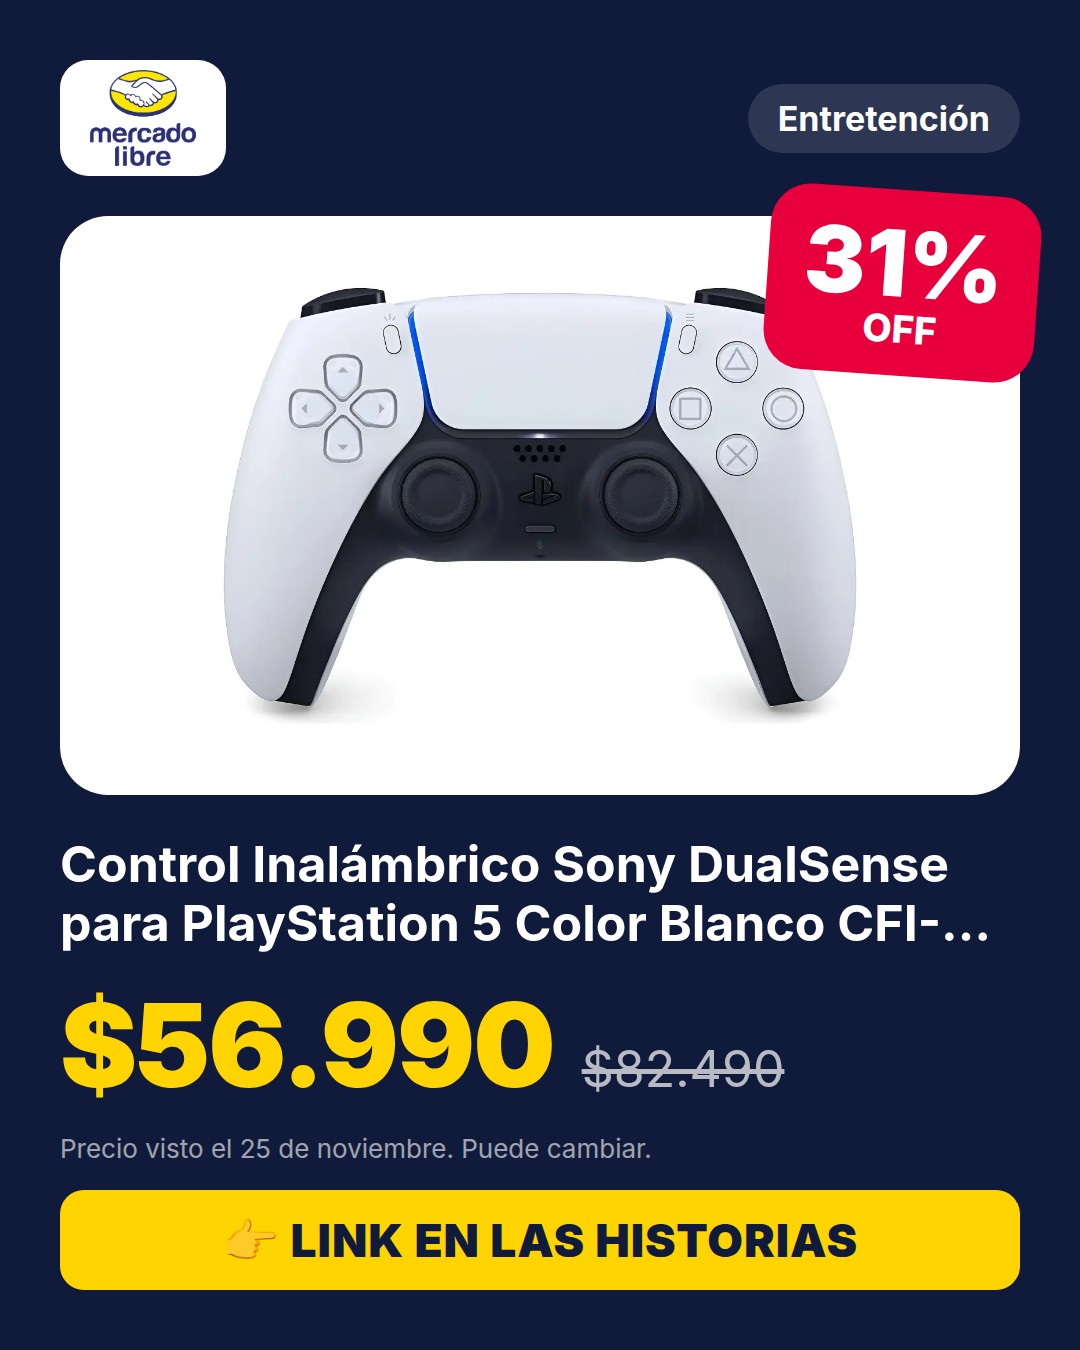 mercado
libre
Entretención
31%
OFF
Control Inalámbrico Sony DualSense
para PlayStation 5 Color Blanco CFI-...
$56.990 $82.490
Precio visto el 25 de noviembre. Puede cambiar.
👉 LINK EN LAS HISTORIAS